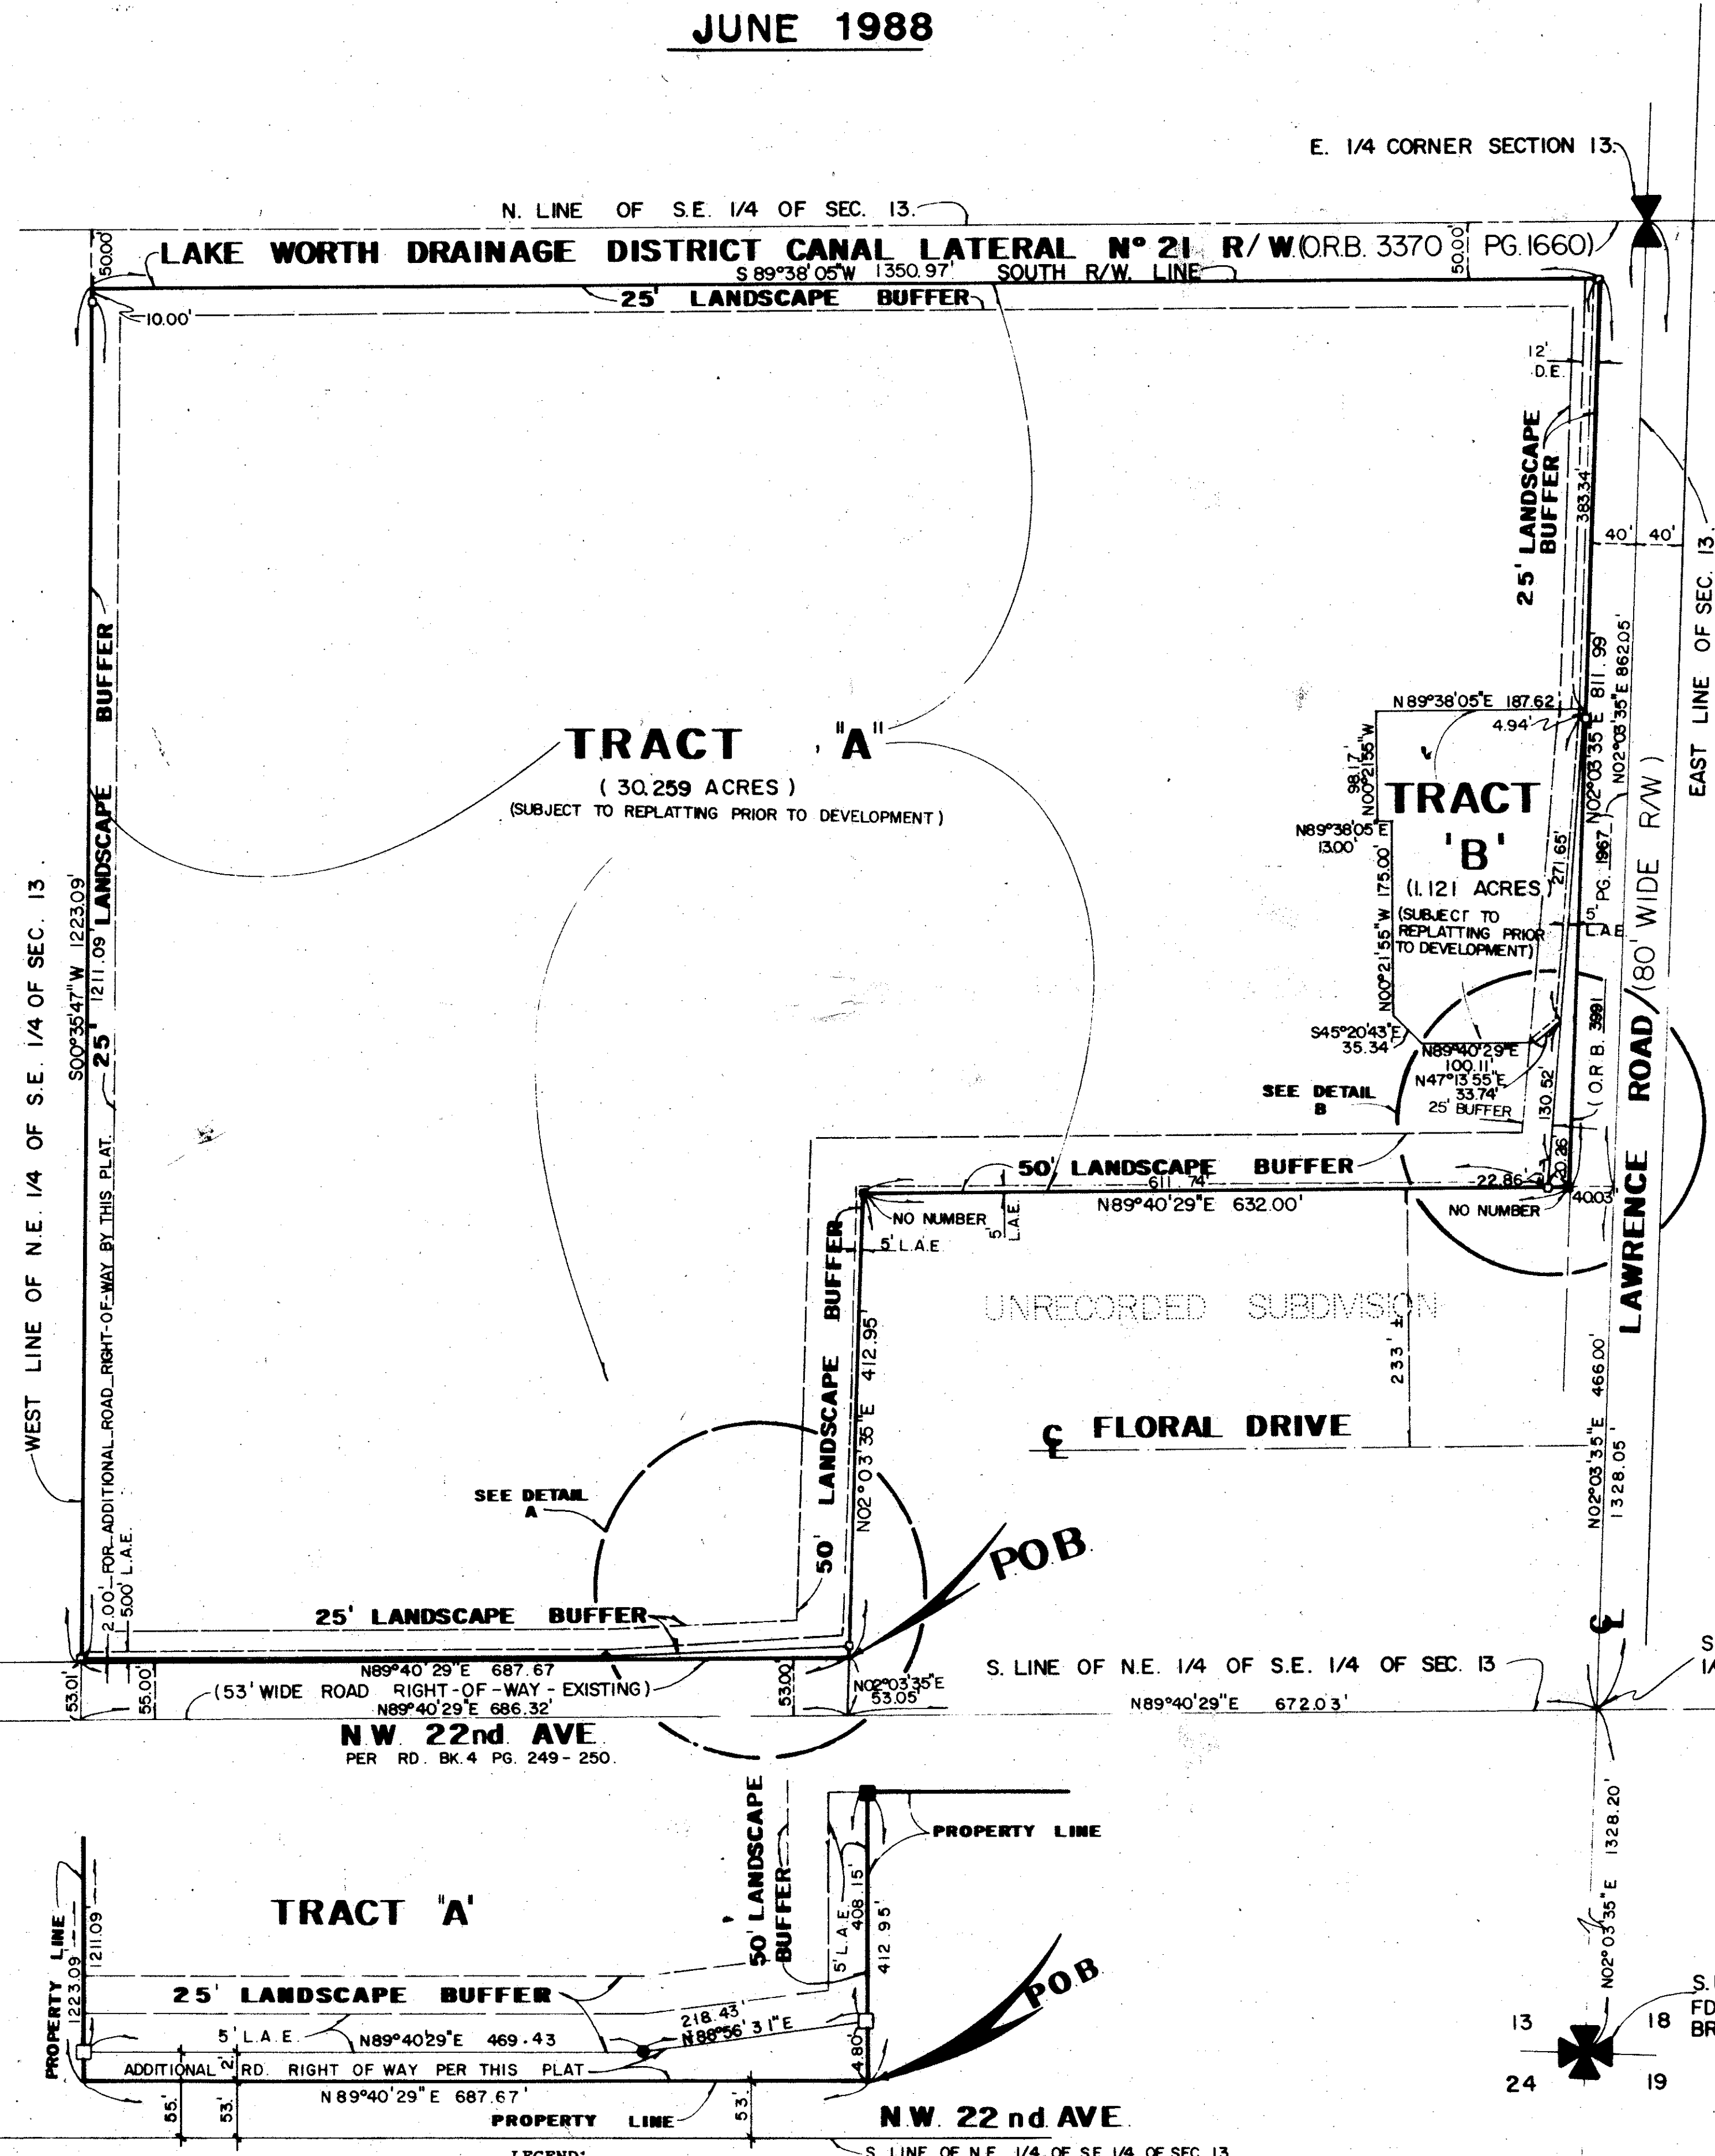 JUNE 1988
E. 1/4 CORNER SECTION 13.
N. LINE OF S.E. 1/4 OF SEC. 13.
50.00'
LAKE WORTH DRAINAGE DISTRICT CANAL LATERAL Nº 21 R/W.(O.R.B. 3370 PG.1660)
50.00'
S 89°38'05"W 1350.97' SOUTH R/W. LINE
25' LANDSCAPE BUFFER
10.00'
12'
D.E.
25' LANDSCAPE
BUFFER
383.34'
40' 40'
EAST LINE OF SEC. 13.
N02°03'35"E 811.99'
N02°03'35"E 862.05'
TRACT "A"
( 30.259 ACRES )
(SUBJECT TO REPLATTING PRIOR TO DEVELOPMENT )
N89°38'05"E 187.62
4.94'
98.17'
N00°21'55"W
TRACT
'B'
(1.121 ACRES)
(SUBJECT TO
REPLATTING PRIOR
TO DEVELOPMENT)
N89°38'05"E
13.00'
N00°21'55"W 175.00'
271.65'
5'
L.A.E.
(O.R.B. 3991 PG. 1967)
LAWRENCE ROAD (80' WIDE R/W )
S45°20'43"E
35.34'
N89°40'29"E
100.11'
N47°13'55"E
33.74'
25' BUFFER
130.52'
20.26'
SEE DETAIL
B
WEST LINE OF N.E. 1/4 OF S.E. 1/4 OF SEC. 13.
S00°35'47"W 1223.09'
1211.09'
25' LANDSCAPE BUFFER
2.00' FOR ADDITIONAL ROAD RIGHT-OF-WAY BY THIS PLAT.
5.00' L.A.E.
50' LANDSCAPE BUFFER
611.74'
22.86'
N89°40'29"E 632.00'
40.03'
NO NUMBER
NO NUMBER
5' L.A.E.
5' L.A.E.
UNRECORDED SUBDIVISION
50' LANDSCAPE BUFFER
N02°03'35"E 412.95'
233' ±
℄ FLORAL DRIVE
N02°03'35"E 466.00'
1328.05'
SEE DETAIL
A
P.O.B.
25' LANDSCAPE BUFFER
℄
S. LINE OF N.E. 1/4 OF S.E. 1/4 OF SEC. 13
S
1/
53.01'
55.00'
N89°40'29"E 687.67
(53' WIDE ROAD RIGHT-OF-WAY-EXISTING)
53.00'
N02°03'35"E
53.05'
N89°40'29"E 686.32'
N89°40'29"E 672.03'
N.W. 22nd. AVE.
PER RD. BK.4 PG. 249-250.
50' LANDSCAPE
BUFFER
PROPERTY LINE
TRACT "A'
PROPERTY LINE
1223.09'
1211.09'
5' L.A.E.
408.15'
412.95'
P.O.B.
N02°03'35"E 1328.20'
25' LANDSCAPE BUFFER
218.43'
N88°56'31"E
4.80'
5' L.A.E.
N89°40'29"E 469.43
ADDITIONAL 2' RD. RIGHT OF WAY PER THIS PLAT
N 89°40'29"E 687.67'
55'
53'
53'
PROPERTY LINE
N.W. 22 nd. AVE.
13 18
24 19
S.
FD
BR
LEGEND:
S. LINE OF N.E. 1/4 OF S.E. 1/4 OF SEC. 13